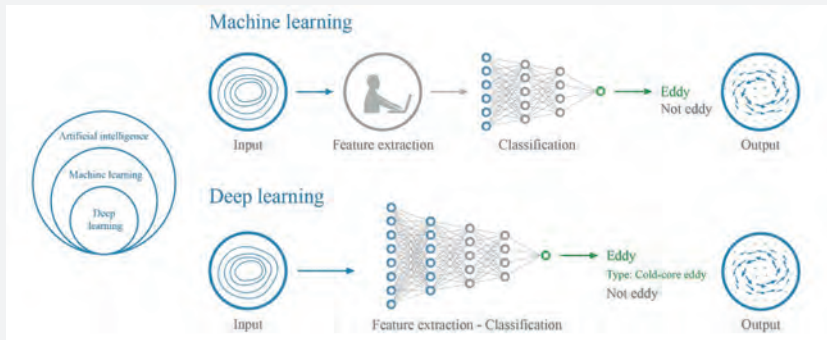 Machine learning
Input
Feature extraction
Classification
Eddy
Not eddy
Output
Artificial intelligence
Machine learning
Deep
learning
Deep learning
Input
Feature extraction - Classification
Eddy
Type: Cold-core eddy
Not eddy
Output